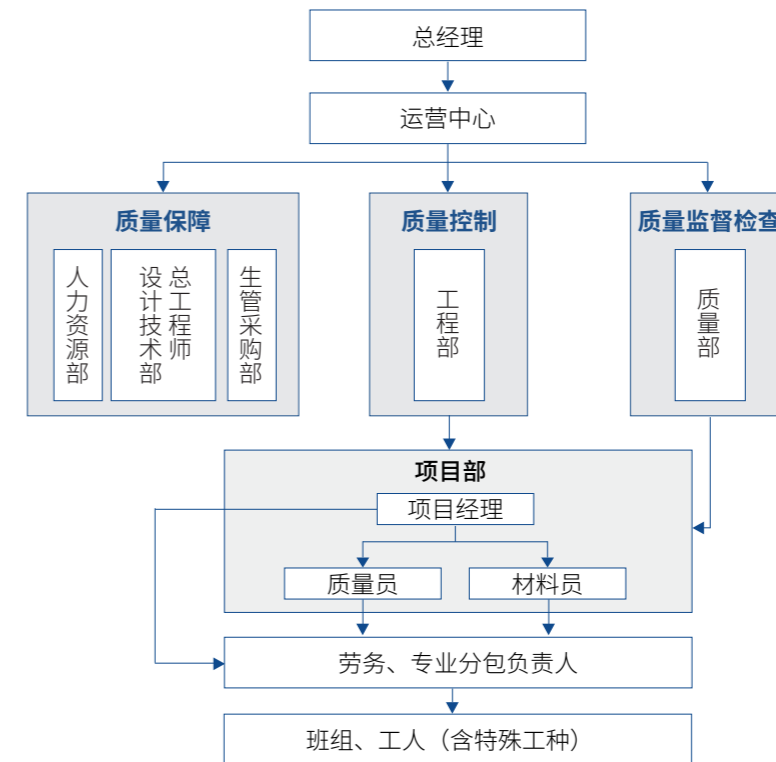 总经理
运营中心
质量保障
人力资源部
总工程师
设计技术部
生管采购部
质量控制
工程部
质量监督检查
质量部
项目部
项目经理
质量员
材料员
劳务、专业分包负责人
班组、工人（含特殊工种）